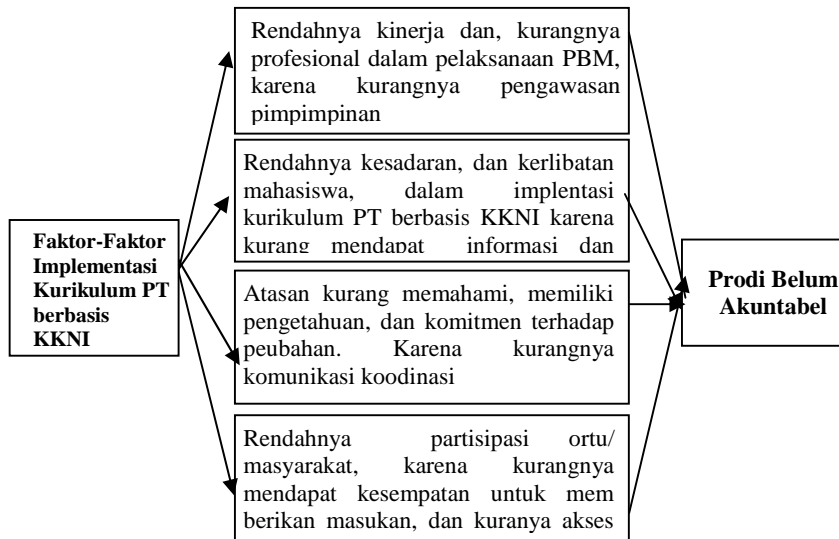 Rendahnya kinerja dan, kurangnya
profesional dalam pelaksanaan PBM,
karena kurangnya pengawasan
pimpimpinan
Rendahnya kesadaran, dan kerlibatan
mahasiswa, dalam implentasi
kurikulum PT berbasis KKNI karena
kurang mendapat informasi dan
Faktor-Faktor
Implementasi
Kurikulum PT
berbasis
KKNI
Atasan kurang memahami, memiliki
pengetahuan, dan komitmen terhadap
peubahan. Karena kurangnya
komunikasi koodinasi
Rendahnya partisipasi ortu/
masyarakat, karena kurangnya
mendapat kesempatan untuk mem
berikan masukan, dan kuranya akses
Prodi Belum
Akuntabel